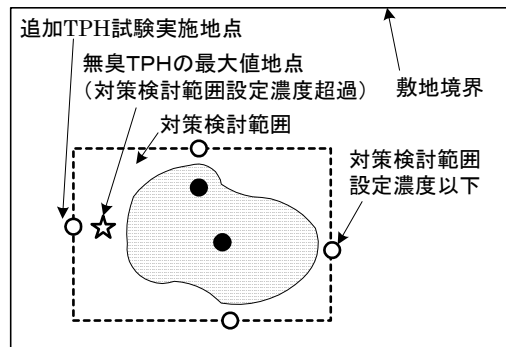 追加TPH試験実施地点
無臭TPHの最大値地点
（対策検討範囲設定濃度超過）
敷地境界
対策検討範囲
対策検討範囲
設定濃度以下